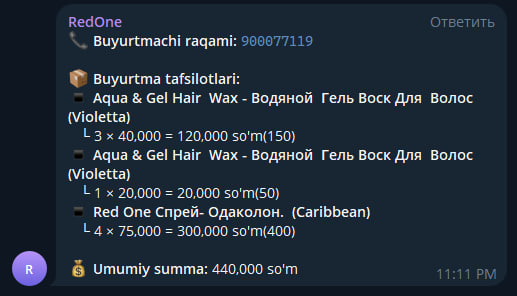 RedOne
Ответить
📞 Buyurtmachi raqami: 900077119
📦 Buyurtma tafsilotlari:
▪️ Aqua & Gel Hair Wax - Водяной Гель Воск Для Волос
(Violetta)
└ 3 × 40,000 = 120,000 so'm(150)
▪️ Aqua & Gel Hair Wax - Водяной Гель Воск Для Волос
(Violetta)
└ 1 × 20,000 = 20,000 so'm(50)
▪️ Red One Спрей- Одаколон. (Caribbean)
└ 4 × 75,000 = 300,000 so'm(400)
💰 Umumiy summa: 440,000 so'm
R
11:11 PM